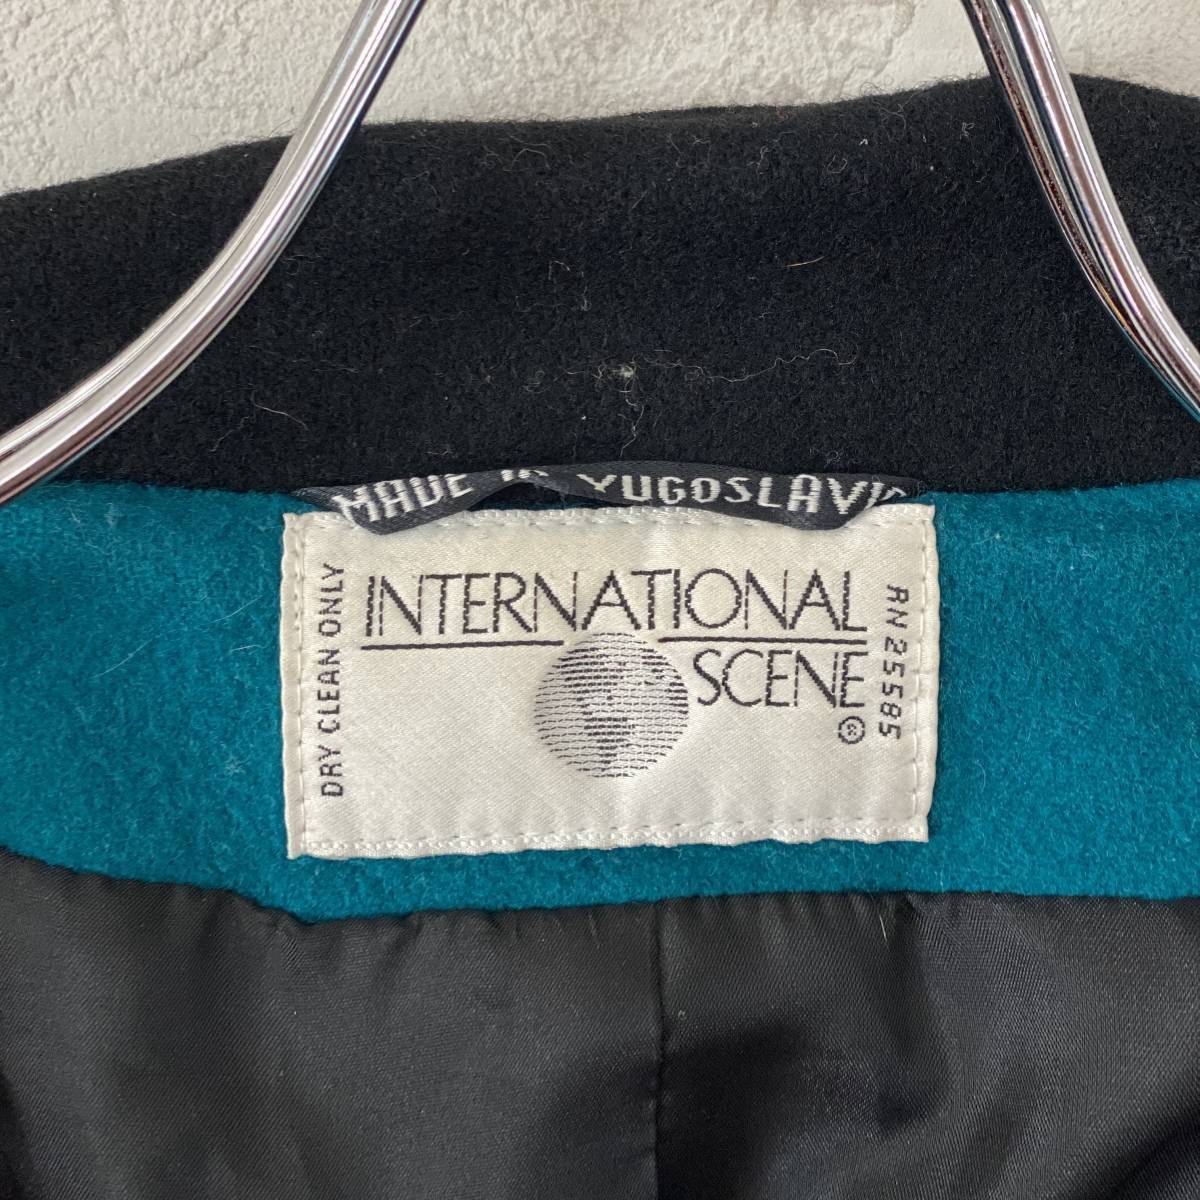 MADE IN YUGOSLAVIA
INTERNATIONAL
SCENE
©
DRY CLEAN ONLY
RN 25585